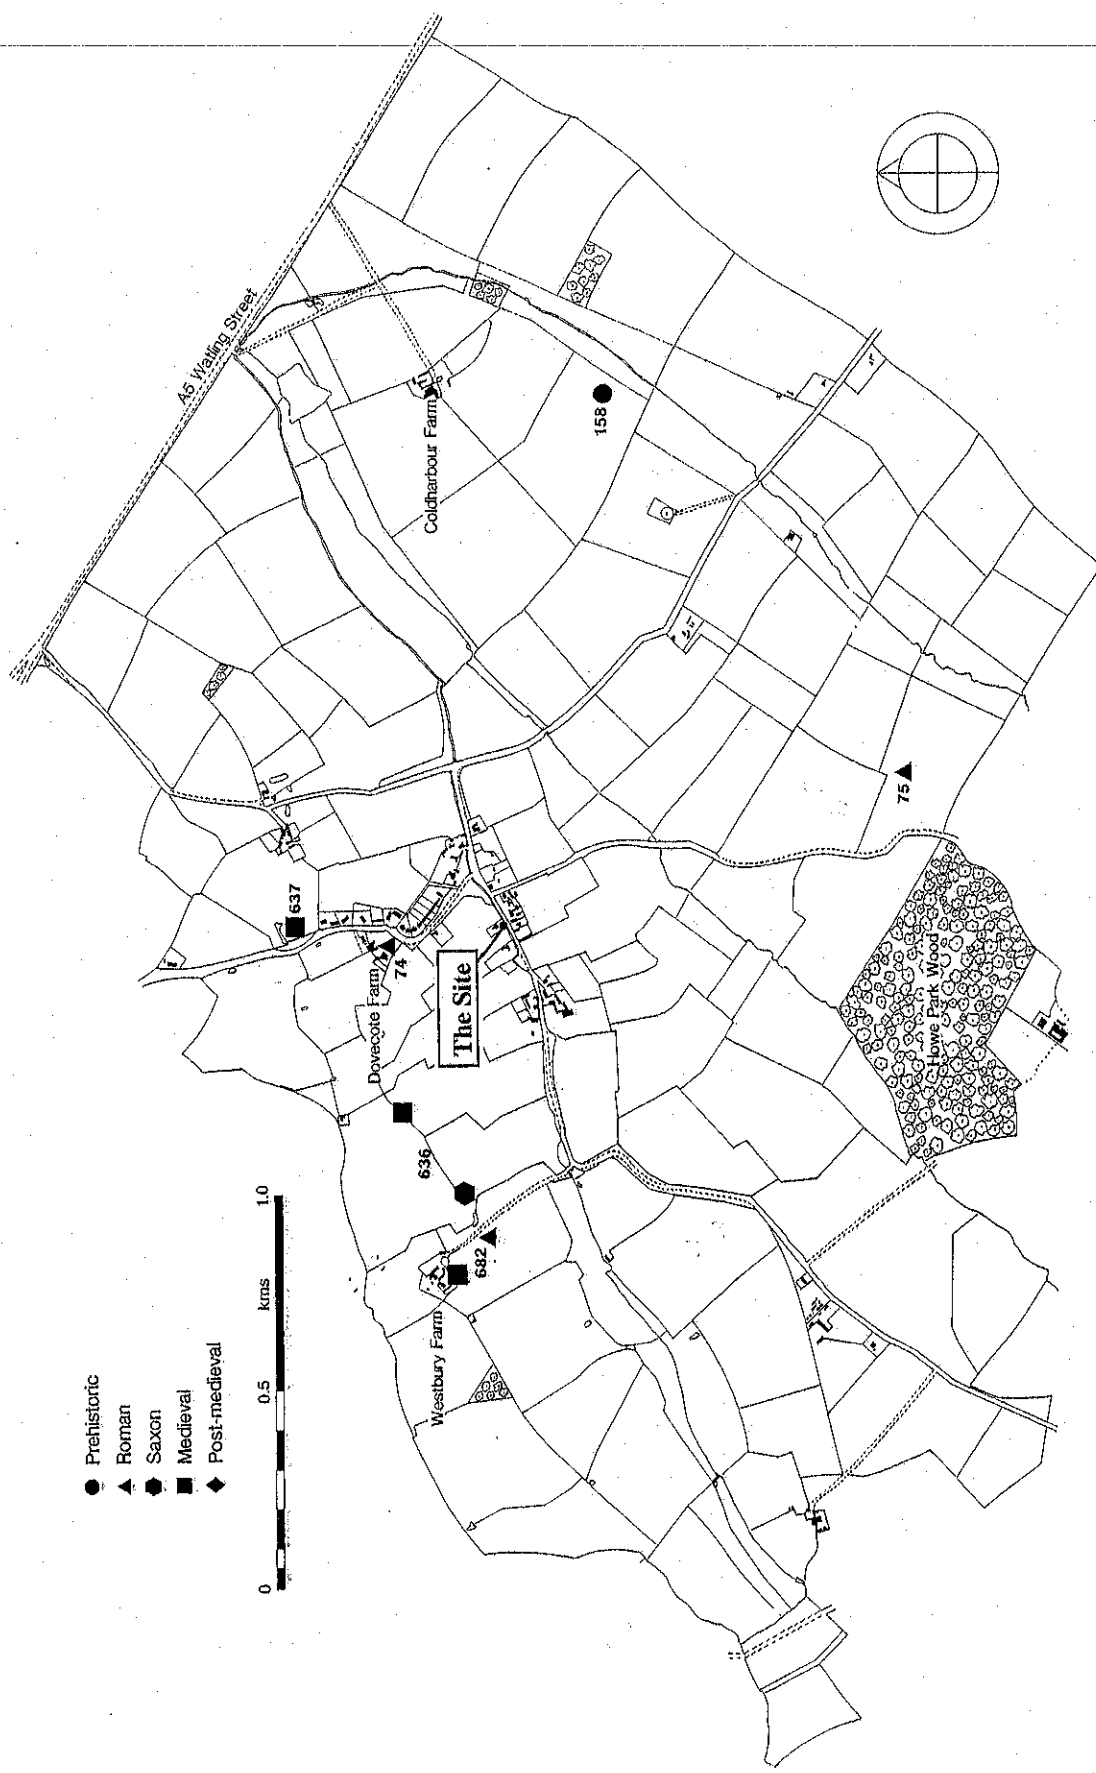 Prehistoric
Roman
Saxon
Medieval
Post-medieval
0 0.5 kms 1.0
A5 Watling Street
Coldharbour Farm
158
637
Dovecote Farm
74
The Site
636
682
Westbury Farm
75
Howe Park Wood